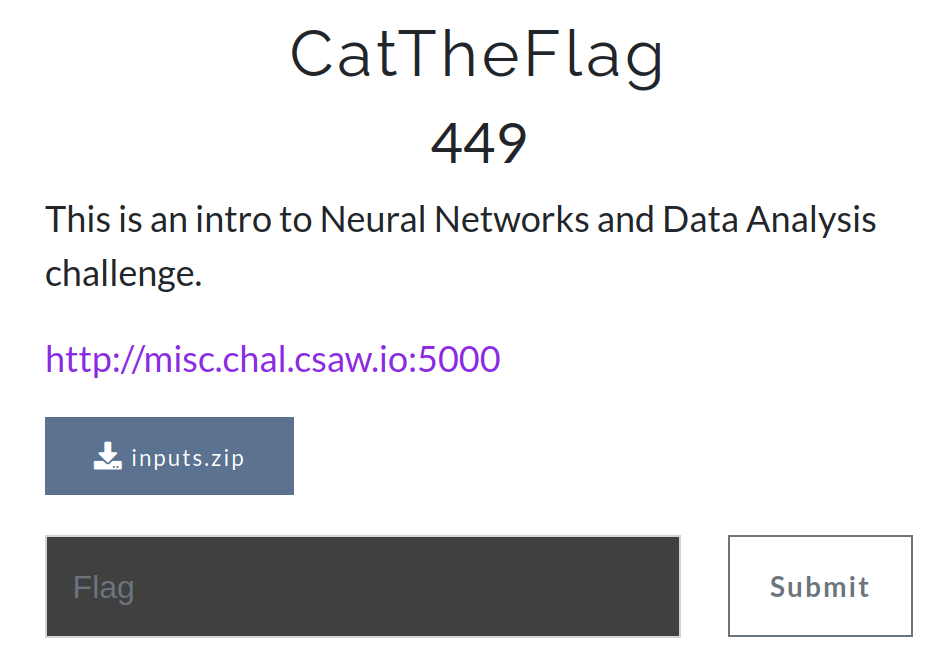 CatTheFlag
449
This is an intro to Neural Networks and Data Analysis
challenge.
http://misc.chal.csaw.io:5000
inputs.zip
Flag
Submit